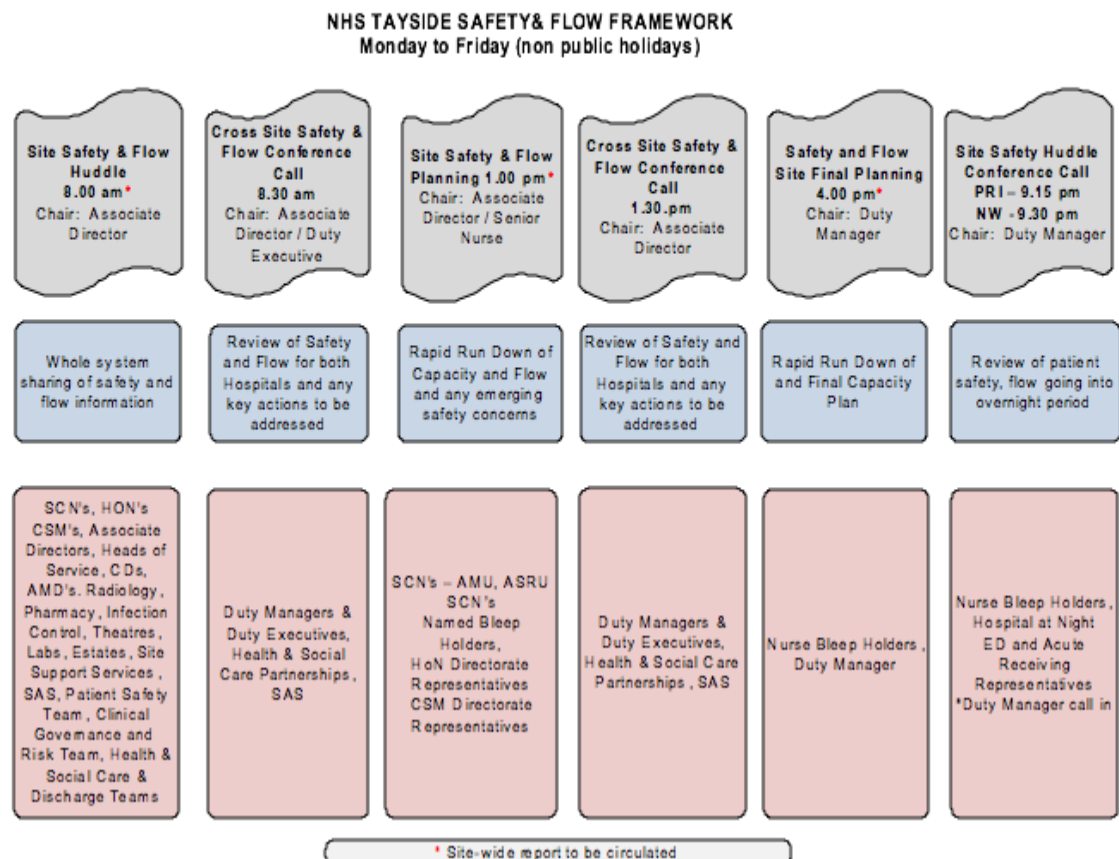 NHS TAYSIDE SAFETY& FLOW FRAMEWORK
Monday to Friday (non public holidays)
Site Safety & Flow
Huddle
8.00 am*
Chair: Associate
Director
Cross Site Safety &
Flow Conference
Call
8.30 am
Chair: Associate
Director / Duty
Executive
Site Safety & Flow
Planning 1.00 pm*
Chair: Associate
Director / Senior
Nurse
Cross Site Safety &
Flow Conference
Call
1.30.pm
Chair: Associate
Director
Safety and Flow
Site Final Planning
4.00 pm*
Chair: Duty
Manager
Site Safety Huddle
Conference Call
PRI – 9.15 pm
NW -9.30 pm
Chair: Duty Manager
Whole system
sharing of safety and
flow information
Review of Safety
and Flow for both
Hospitals and any
key actions to be
addressed
Rapid Run Down of
Capacity and Flow
and any emerging
safety concerns
Review of Safety and
Flow for both
Hospitals and any
key actions to be
addressed
Rapid Run Down of
and Final Capacity
Plan
Review of patient
safety, flow going into
overnight period
SCN's, HON's
CSM's, Associate
Directors, Heads of
Service, CDs,
AMD's. Radiology,
Pharmacy, Infection
Control, Theatres,
Labs, Estates, Site
Support Services,
SAS, Patient Safety
Team, Clinical
Governance and
Risk Team, Health &
Social Care &
Discharge Teams
Duty Managers &
Duty Executives,
Health & Social
Care Partnerships,
SAS
SCN's – AMU, ASRU
SCN's
Named Bleep
Holders,
HoN Directorate
Representatives
CSM Directorate
Representatives
Duty Managers &
Duty Executives,
Health & Social Care
Partnerships, SAS
Nurse Bleep Holders,
Duty Manager
Nurse Bleep Holders,
Hospital at Night
ED and Acute
Receiving
Representatives
*Duty Manager call in
* Site-wide report to be circulated